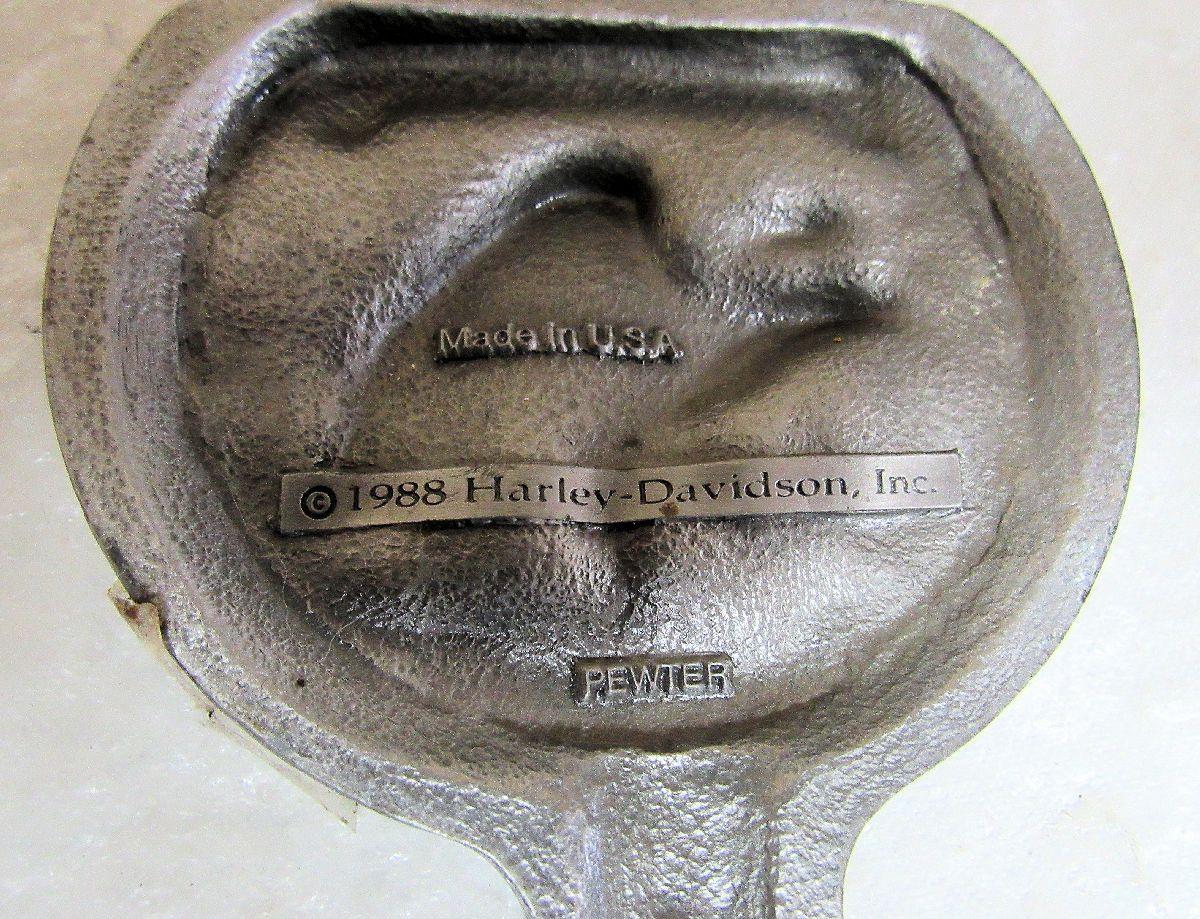 Made in U.S.A.
© 1988 Harley-Davidson, Inc.
PEWTER